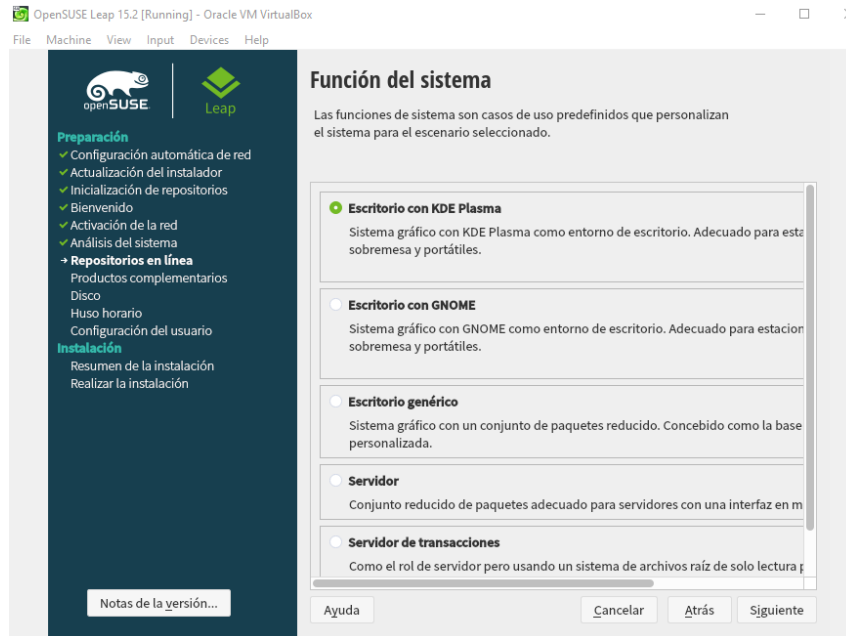 OpenSUSE Leap 15.2 [Running] - Oracle VM VirtualBox
File Machine View Input Devices Help
openSUSE
Leap
Preparación
Configuración automática de red
Actualización del instalador
Inicialización de repositorios
Bienvenido
Activación de la red
Análisis del sistema
Repositorios en línea
Productos complementarios
Disco
Huso horario
Configuración del usuario
Instalación
Resumen de la instalación
Realizar la instalación
Notas de la versión...
Función del sistema
Las funciones de sistema son casos de uso predefinidos que personalizan
el sistema para el escenario seleccionado.
Escritorio con KDE Plasma
Sistema gráfico con KDE Plasma como entorno de escritorio. Adecuado para esta
sobremesa y portátiles.
Escritorio con GNOME
Sistema gráfico con GNOME como entorno de escritorio. Adecuado para estacion
sobremesa y portátiles.
Escritorio genérico
Sistema gráfico con un conjunto de paquetes reducido. Concebido como la base
personalizada.
Servidor
Conjunto reducido de paquetes adecuado para servidores con una interfaz en m
Servidor de transacciones
Como el rol de servidor pero usando un sistema de archivos raíz de solo lectura p
Ayuda Cancelar Atrás Siguiente